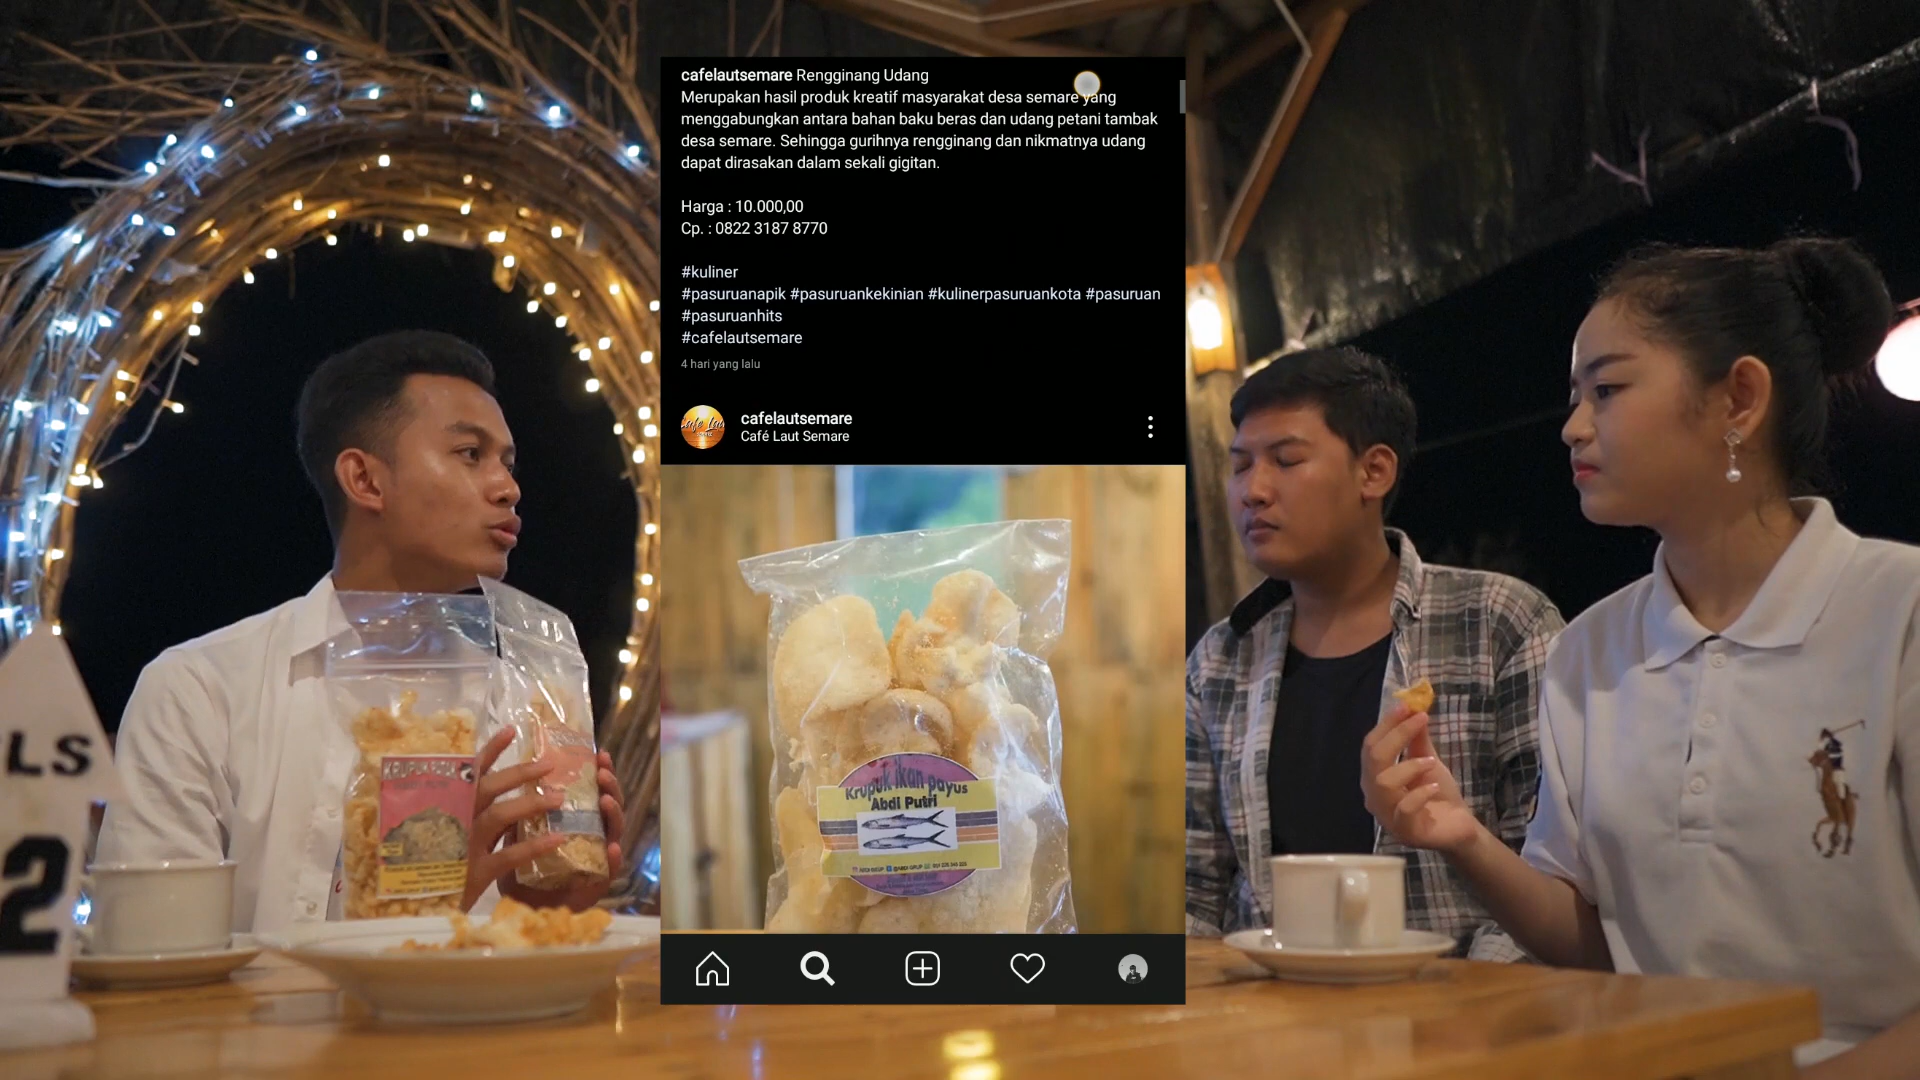 cafelautsemare Rengginang Udang
Merupakan hasil produk kreatif masyarakat desa semare yang
menggabungkan antara bahan baku beras dan udang petani tambak
desa semare. Sehingga gurihnya rengginang dan nikmatnya udang
dapat dirasakan dalam sekali gigitan.
Harga : 10.000,00
Cp. : 0822 3187 8770
#kuliner
#pasuruanapik #pasuruankekinian #kulinerpasuruankota #pasuruan
#pasuruanhits
#cafelautsemare
4 hari yang lalu
cafelautsemare
Café Laut Semare
Krupuk ikan payus
Abdi Putri
KRUPUK
LS
2